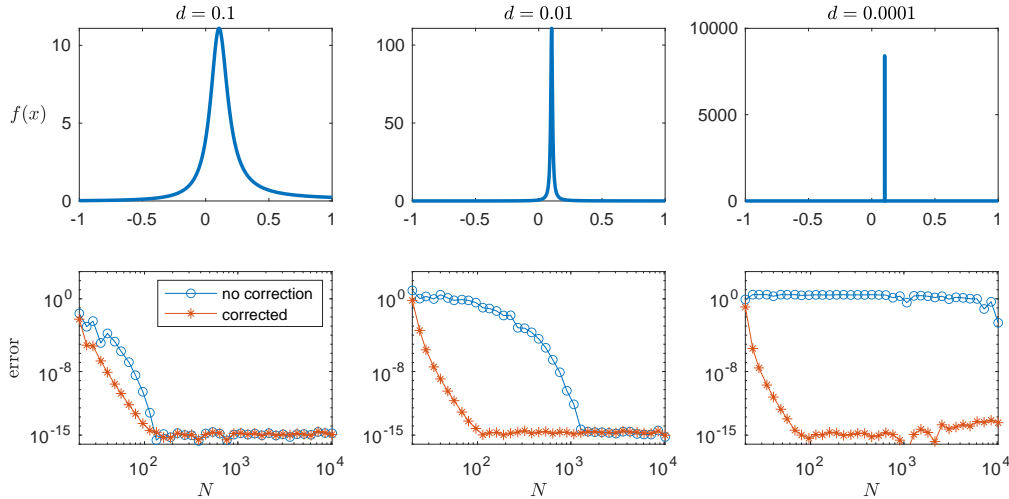 d = 0.1
d = 0.01
d = 0.0001
f(x)
10
5
0
-1 -0.5 0 0.5 1
100
50
0
-1 -0.5 0 0.5 1
10000
5000
0
-1 -0.5 0 0.5 1
error
10^0
10^-8
10^-15
no correction
corrected
10^2 10^3 10^4
N
10^0
10^-8
10^-15
10^2 10^3 10^4
N
10^0
10^-8
10^-15
10^2 10^3 10^4
N